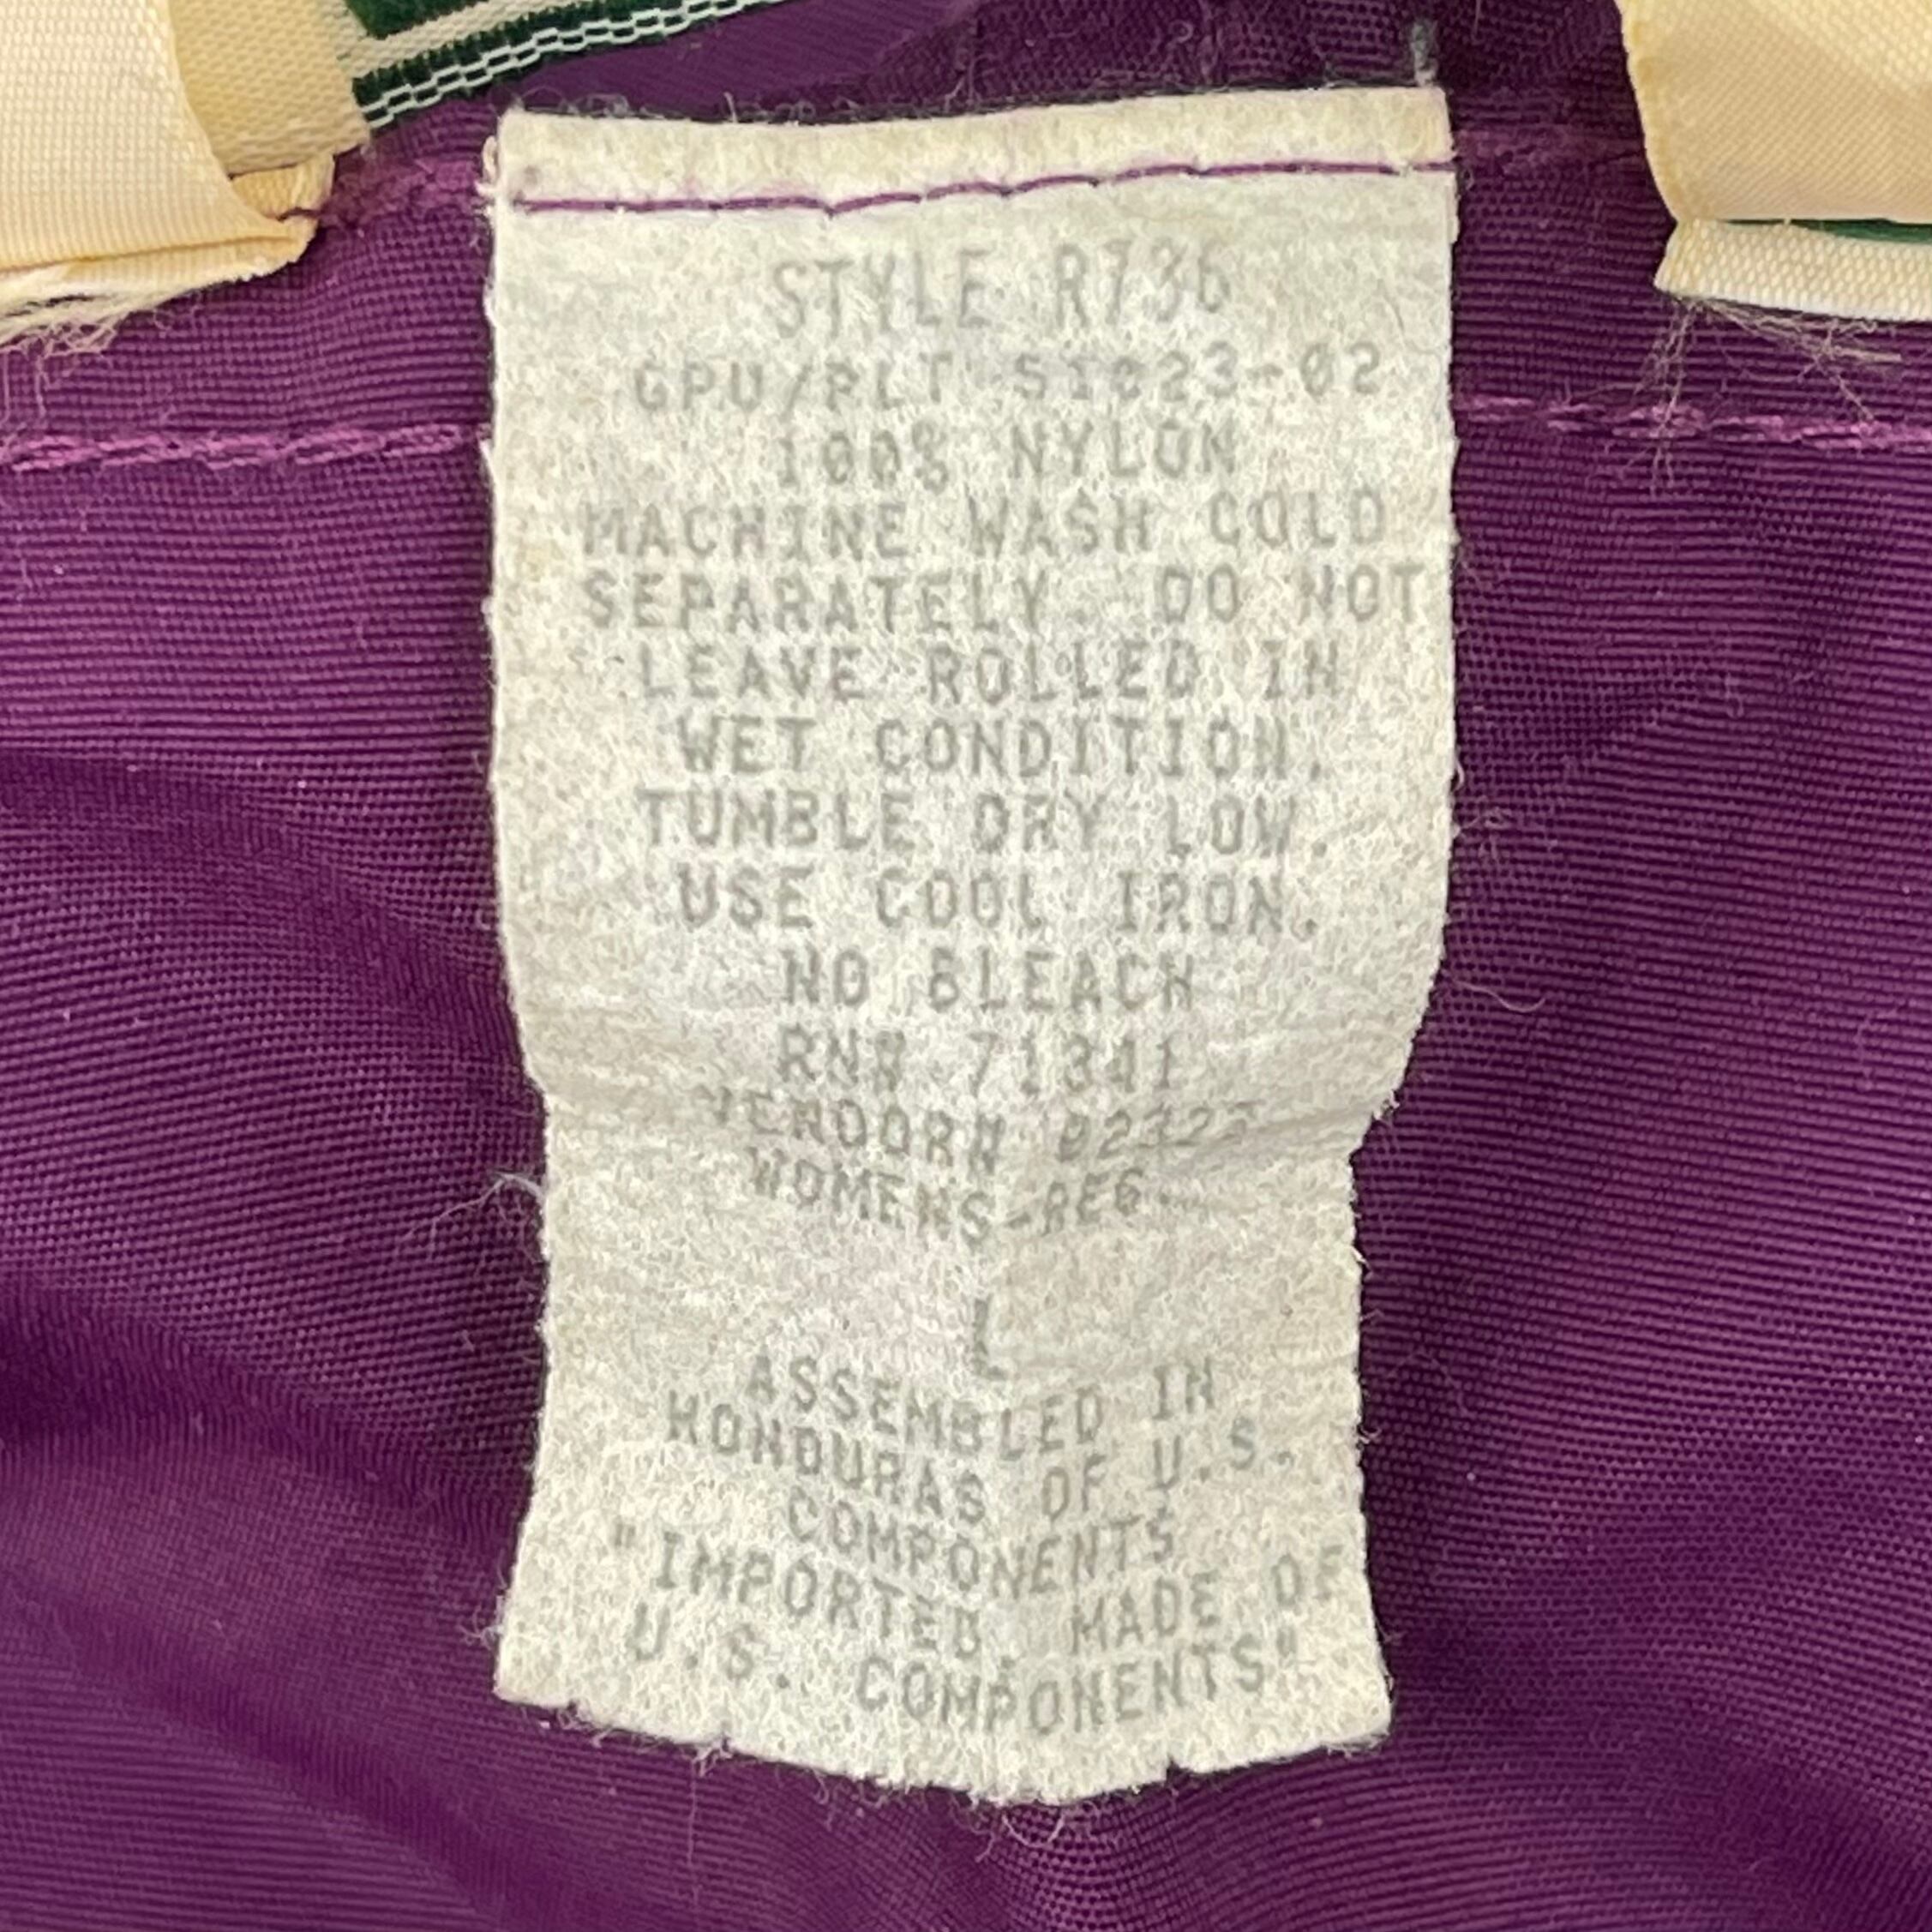 STYLE R736
GPU/PLT 51023-02
100% NYLON
MACHINE WASH COLD
SEPARATELY. DO NOT
LEAVE ROLLED IN
WET CONDITION.
TUMBLE DRY LOW.
USE COOL IRON.
NO BLEACH
RN# 71341
WOMENS-REG.
L
ASSEMBLED IN
HONDURAS OF U.S.
COMPONENTS
"IMPORTED. MADE OF
U.S. COMPONENTS"